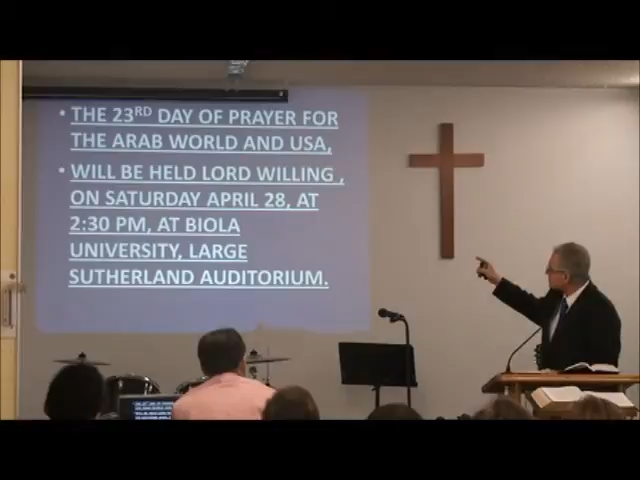 • THE 23RD DAY OF PRAYER FOR
THE ARAB WORLD AND USA,
• WILL BE HELD LORD WILLING ,
ON SATURDAY APRIL 28, AT
2:30 PM, AT BIOLA
UNIVERSITY, LARGE
SUTHERLAND AUDITORIUM.